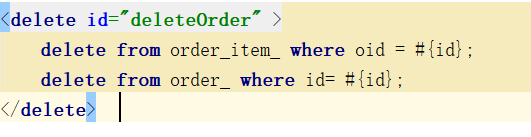 <delete id="deleteOrder" >
delete from order_item_ where oid = #{id};
delete from order_ where id= #{id};
</delete>